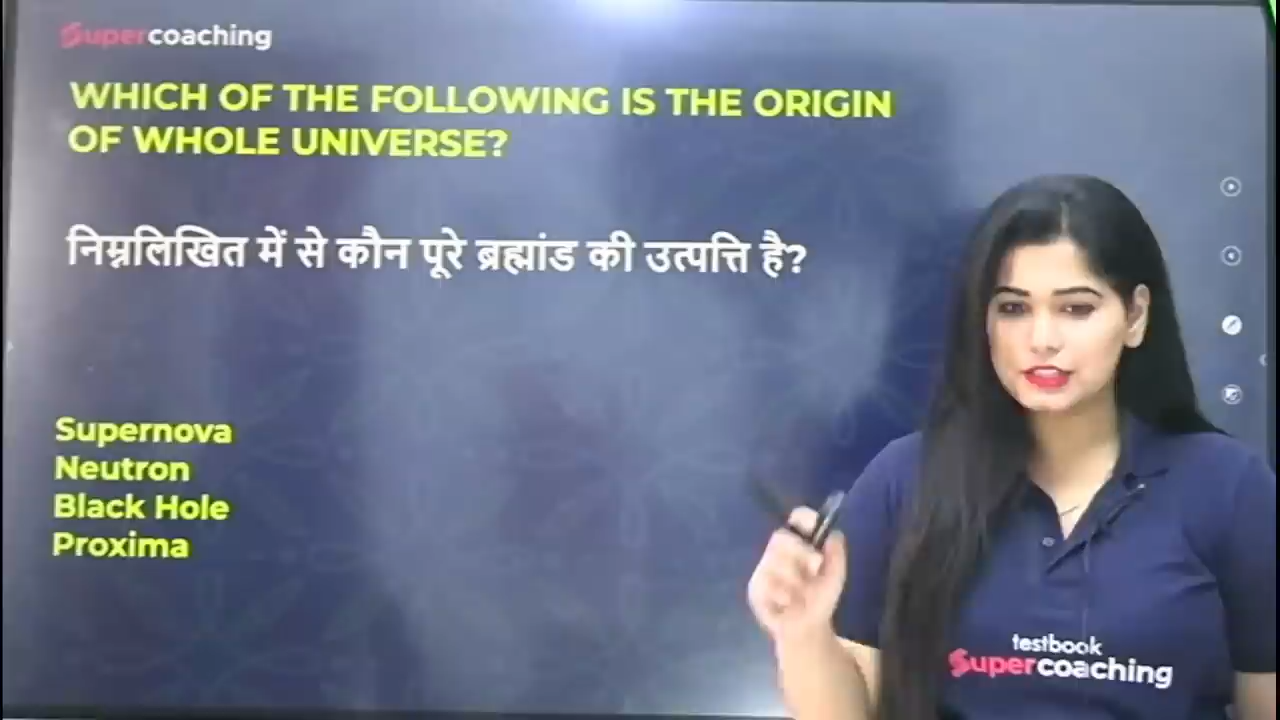 Supercoaching
WHICH OF THE FOLLOWING IS THE ORIGIN
OF WHOLE UNIVERSE?
निम्नलिखित में से कौन पूरे ब्रह्मांड की उत्पत्ति है?
Supernova
Neutron
Black Hole
Proxima
testbook
Supercoaching